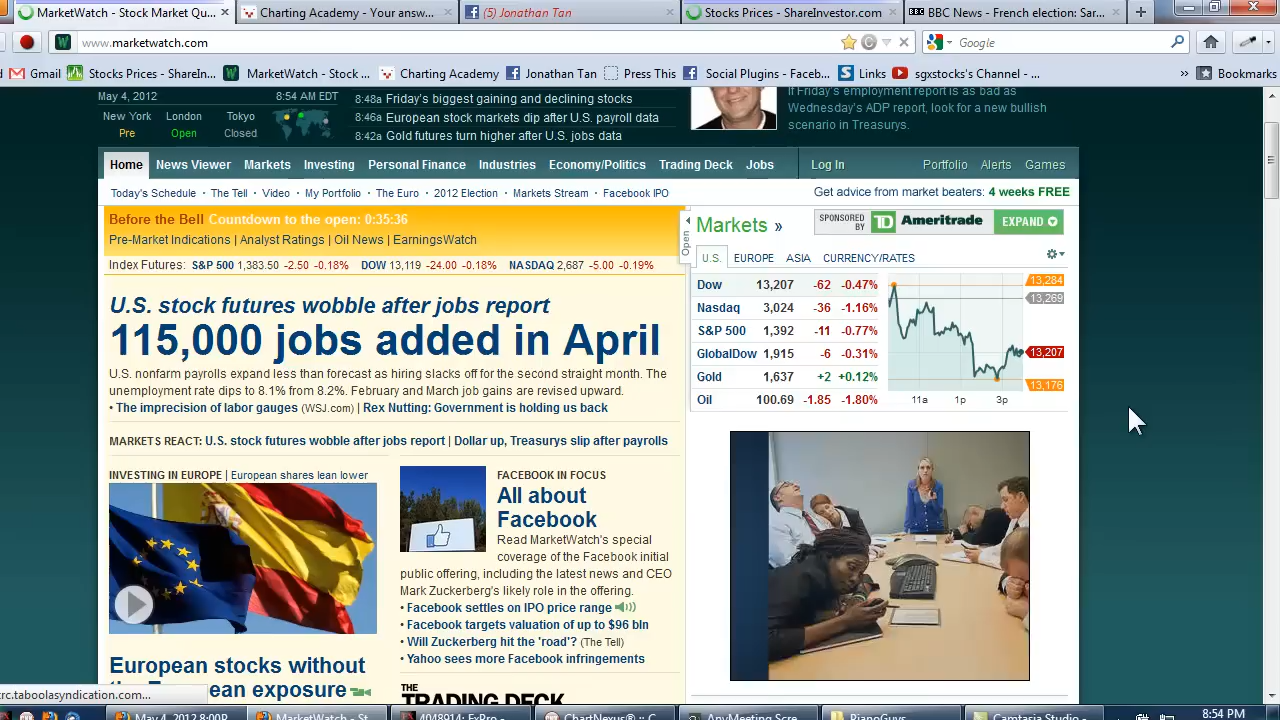 MarketWatch - Stock Market Qu...
Charting Academy - Your answ...
(5) Jonathan Tan
Stocks Prices - ShareInvestor.com
BBC News - French election: Sar...
www.marketwatch.com
Google
Gmail
Stocks Prices - ShareIn...
MarketWatch - Stock ...
Charting Academy
Jonathan Tan
Press This
Social Plugins - Faceb...
Links
sgxstocks's Channel - ...
Bookmarks
May 4, 2012
8:54 AM EDT
New York
London
Tokyo
Pre
Open
Closed
8:48a Friday's biggest gaining and declining stocks
8:46a European stock markets dip after U.S. payroll data
8:42a Gold futures turn higher after U.S. jobs data
If Friday's employment report is as bad as
Wednesday's ADP report, look for a new bullish
scenario in Treasurys.
Home
News Viewer
Markets
Investing
Personal Finance
Industries
Economy/Politics
Trading Deck
Jobs
Log In
Portfolio
Alerts
Games
Today's Schedule • The Tell • Video • My Portfolio • The Euro • 2012 Election • Markets Stream • Facebook IPO
Get advice from market beaters: 4 weeks FREE
Before the Bell Countdown to the open: 0:35:36
Pre-Market Indications | Analyst Ratings | Oil News | EarningsWatch
Index Futures: S&P 500 1,383.50 -2.50 -0.18% DOW 13,119 -24.00 -0.18% NASDAQ 2,687 -5.00 -0.19%
U.S. stock futures wobble after jobs report
115,000 jobs added in April
U.S. nonfarm payrolls expand less than forecast as hiring slacks off for the second straight month. The
unemployment rate dips to 8.1% from 8.2%. February and March job gains are revised upward.
• The imprecision of labor gauges (WSJ.com) | Rex Nutting: Government is holding us back
MARKETS REACT: U.S. stock futures wobble after jobs report | Dollar up, Treasurys slip after payrolls
INVESTING IN EUROPE | European shares lean lower
European stocks without
ean exposure
FACEBOOK IN FOCUS
All about
Facebook
Read MarketWatch's special
coverage of the Facebook initial
public offering, including the latest news and CEO
Mark Zuckerberg's likely role in the offering.
• Facebook settles on IPO price range
• Facebook targets valuation of up to $96 bln
• Will Zuckerberg hit the 'road'? (The Tell)
• Yahoo sees more Facebook infringements
THE
TRADING DECK
Open
Markets »
SPONSORED
BY
TD
Ameritrade
EXPAND
U.S.
EUROPE
ASIA
CURRENCY/RATES
Dow 13,207 -62 -0.47%
Nasdaq 3,024 -36 -1.16%
S&P 500 1,392 -11 -0.77%
GlobalDow 1,915 -6 -0.31%
Gold 1,637 +2 +0.12%
Oil 100.69 -1.85 -1.80%
13,284
13,269
13,207
13,176
11a 1p 3p
rc.taboolasyndication.com...
May 4, 2012 8:00P
MarketWatch - St
4048914: FxPro -
ChartNexus® :: C
AnyMeeting Scre
PianoGuys
Camtasia Studio -
8:54 PM